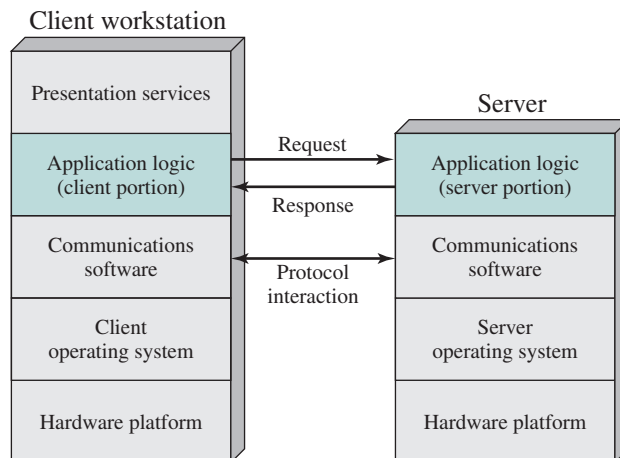 Client workstation
Presentation services
Server
Application logic
(client portion)
Request
Response
Application logic
(server portion)
Communications
software
Protocol
interaction
Communications
software
Client
operating system
Server
operating system
Hardware platform
Hardware platform